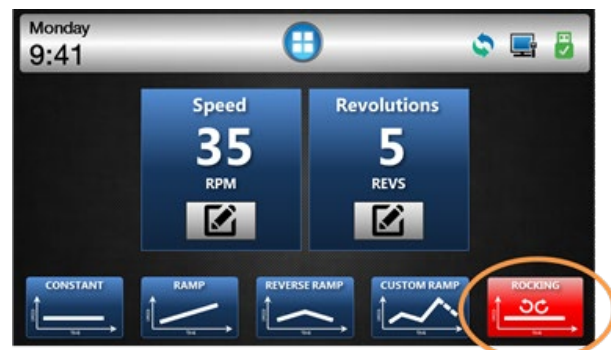 Monday
9:41
Speed
Revolutions
35
5
RPM
REVS
CONSTANT
RAMP
REVERSE RAMP
CUSTOM RAMP
ROCKING